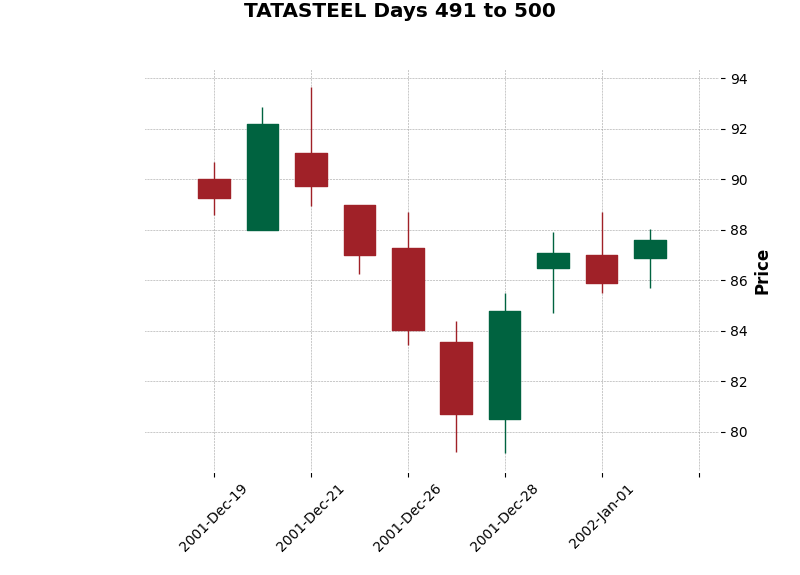 TATASTEEL Days 491 to 500
94
92
90
88
86
84
82
80
Price
2001-Dec-19
2001-Dec-21
2001-Dec-26
2001-Dec-28
2002-Jan-01